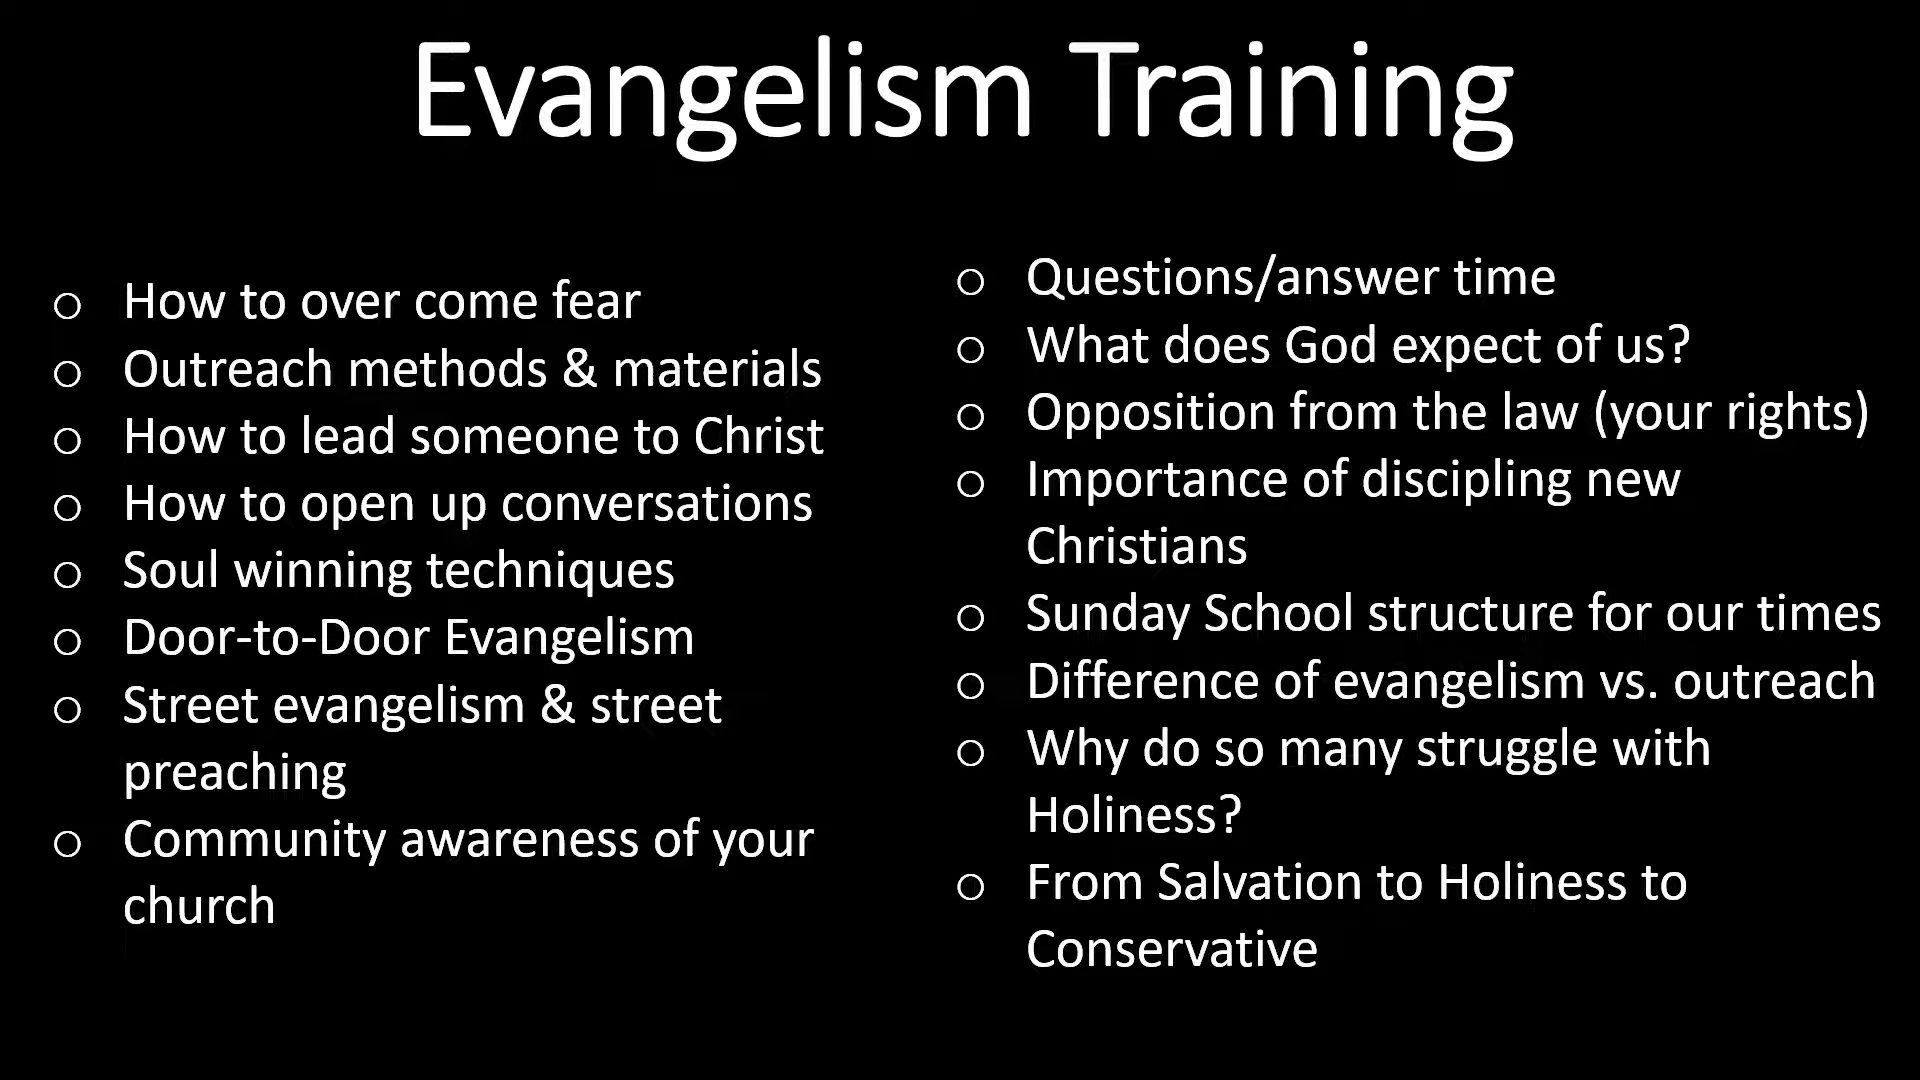 Evangelism Training
○ How to over come fear
○ Outreach methods & materials
○ How to lead someone to Christ
○ How to open up conversations
○ Soul winning techniques
○ Door-to-Door Evangelism
○ Street evangelism & street
preaching
○ Community awareness of your
church
○ Questions/answer time
○ What does God expect of us?
○ Opposition from the law (your rights)
○ Importance of discipling new
Christians
○ Sunday School structure for our times
○ Difference of evangelism vs. outreach
○ Why do so many struggle with
Holiness?
○ From Salvation to Holiness to
Conservative